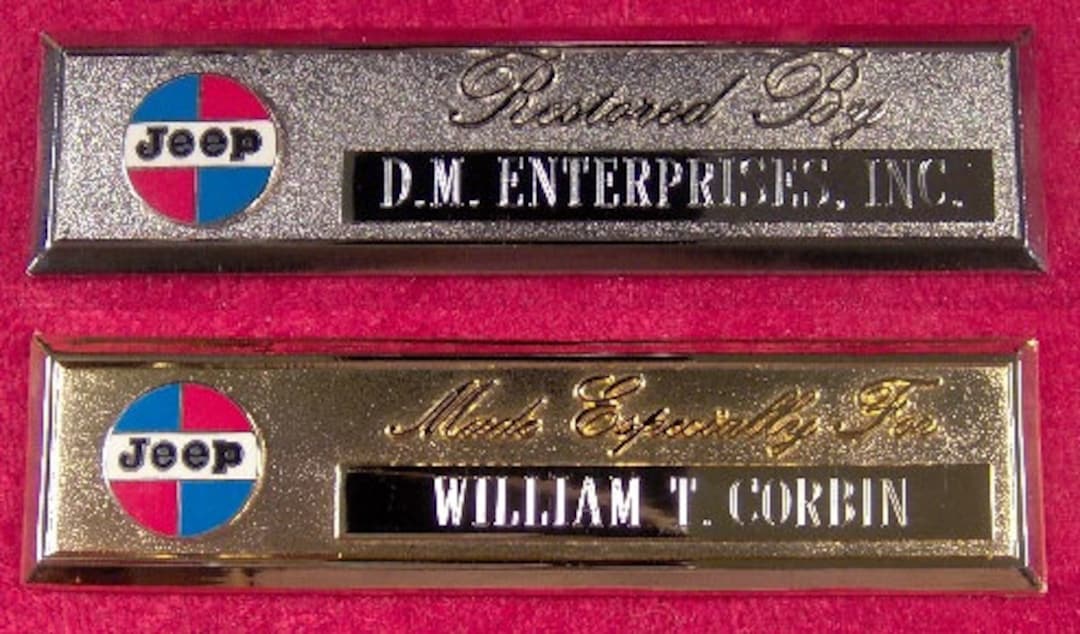 Jeep
Restored By
D.M. ENTERPRISES, INC.
Jeep
Made Especially For
WILLIAM T. CORBIN